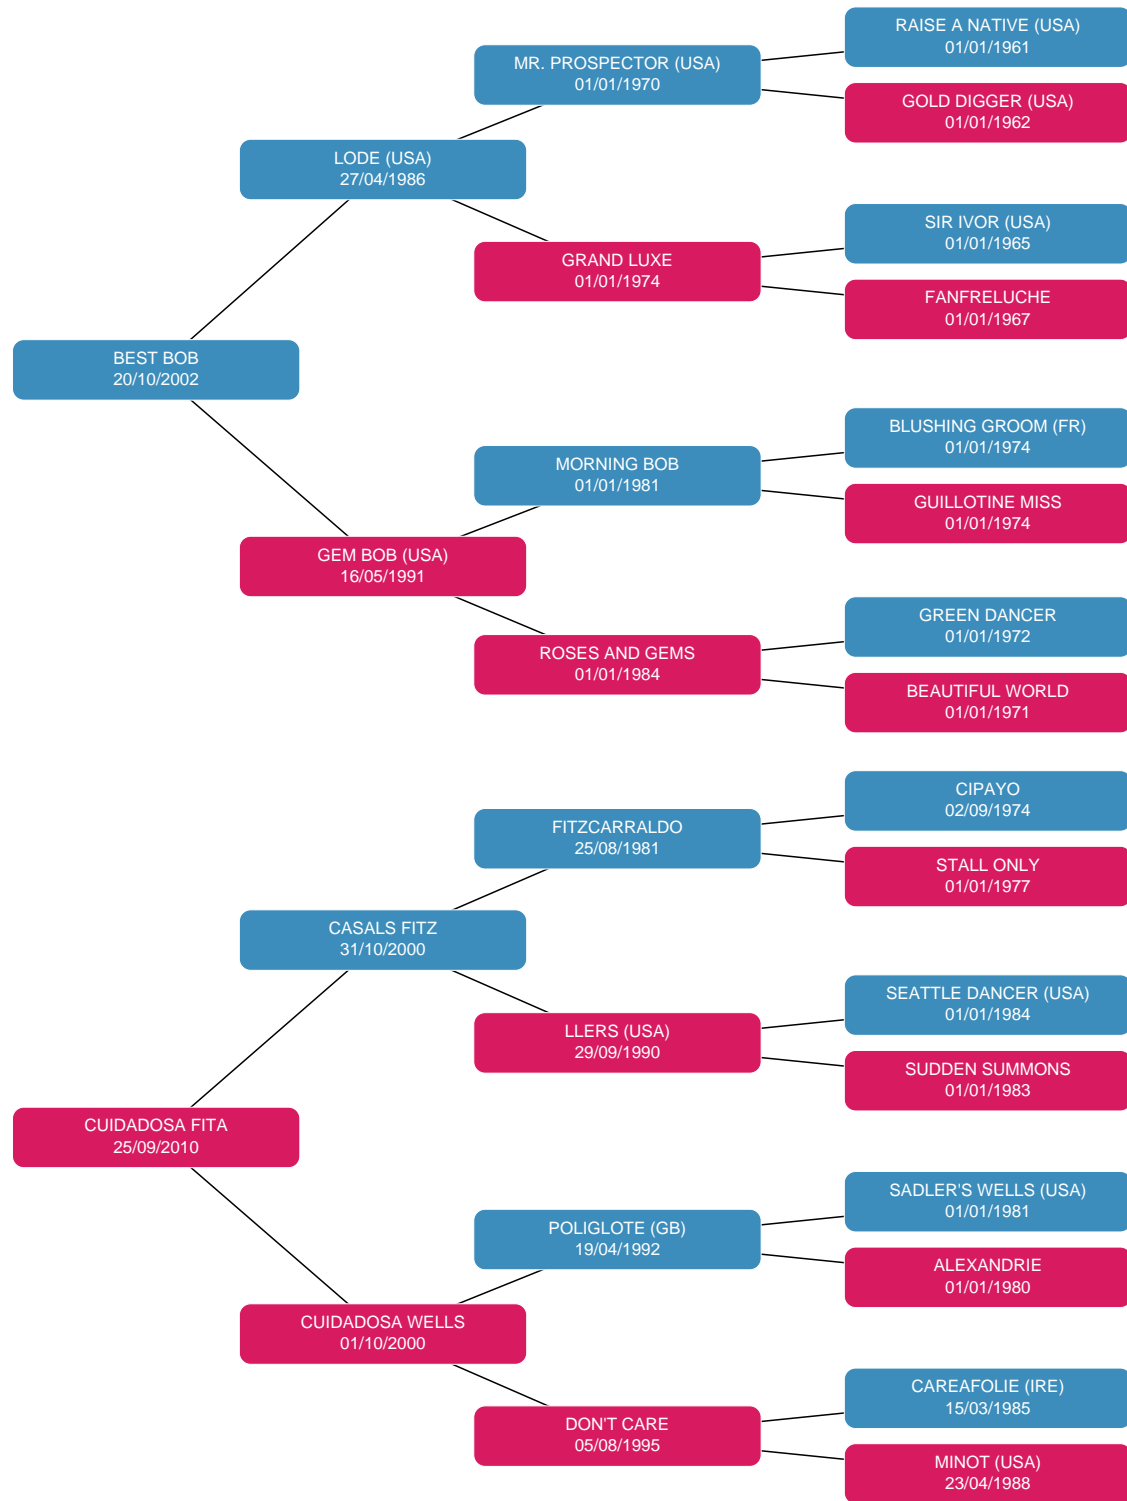 RAISE A NATIVE (USA)
01/01/1961
MR. PROSPECTOR (USA)
01/01/1970
GOLD DIGGER (USA)
01/01/1962
LODE (USA)
27/04/1986
SIR IVOR (USA)
01/01/1965
GRAND LUXE
01/01/1974
FANFRELUCHE
01/01/1967
BEST BOB
20/10/2002
BLUSHING GROOM (FR)
01/01/1974
MORNING BOB
01/01/1981
GUILLOTINE MISS
01/01/1974
GEM BOB (USA)
16/05/1991
GREEN DANCER
01/01/1972
ROSES AND GEMS
01/01/1984
BEAUTIFUL WORLD
01/01/1971
CIPAYO
02/09/1974
FITZCARRALDO
25/08/1981
STALL ONLY
01/01/1977
CASALS FITZ
31/10/2000
SEATTLE DANCER (USA)
01/01/1984
LLERS (USA)
29/09/1990
SUDDEN SUMMONS
01/01/1983
CUIDADOSA FITA
25/09/2010
SADLER'S WELLS (USA)
01/01/1981
POLIGLOTE (GB)
19/04/1992
ALEXANDRIE
01/01/1980
CUIDADOSA WELLS
01/10/2000
CAREAFOLIE (IRE)
15/03/1985
DON'T CARE
05/08/1995
MINOT (USA)
23/04/1988